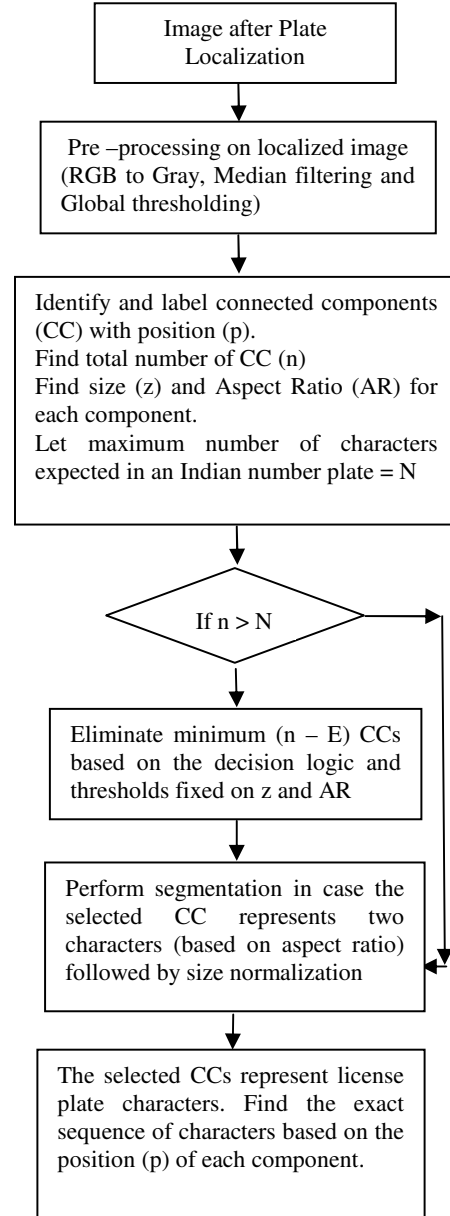 Image after Plate
Localization
Pre –processing on localized image
(RGB to Gray, Median filtering and
Global thresholding)
Identify and label connected components
(CC) with position (p).
Find total number of CC (n)
Find size (z) and Aspect Ratio (AR) for
each component.
Let maximum number of characters
expected in an Indian number plate = N
If n > N
Eliminate minimum (n – E) CCs
based on the decision logic and
thresholds fixed on z and AR
Perform segmentation in case the
selected CC represents two
characters (based on aspect ratio)
followed by size normalization
The selected CCs represent license
plate characters. Find the exact
sequence of characters based on the
position (p) of each component.